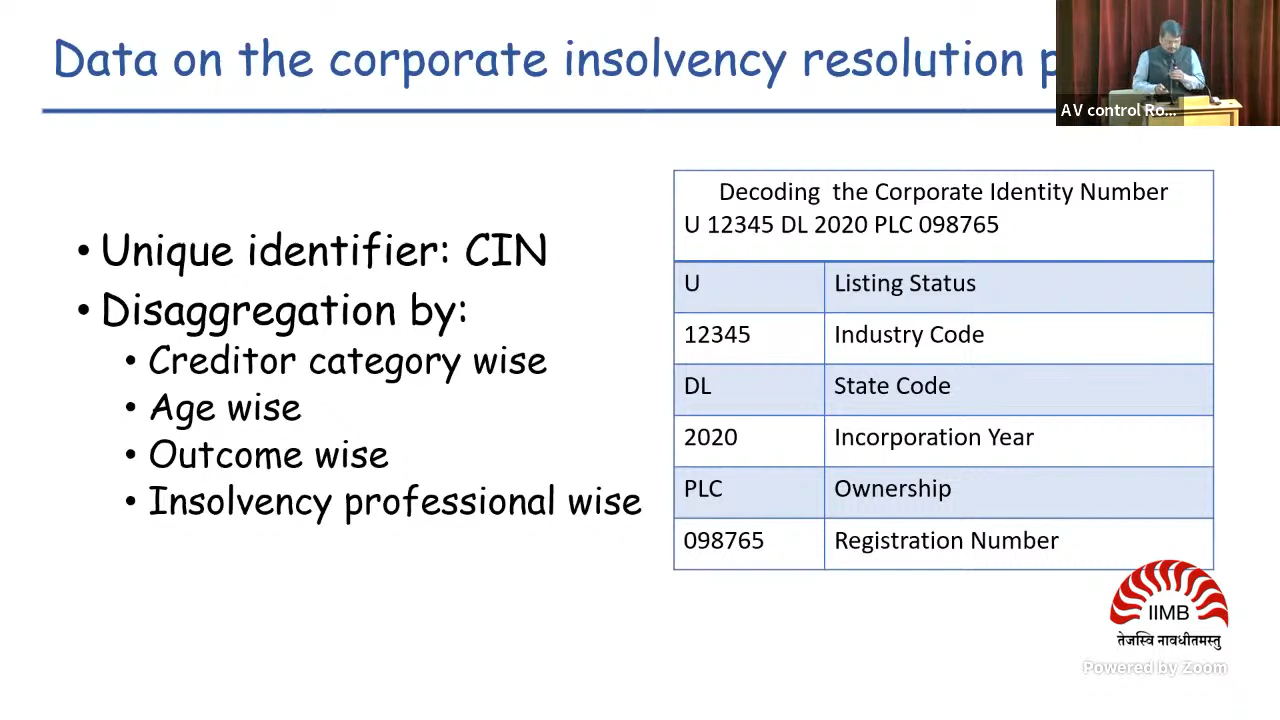 Data on the corporate insolvency resolution p
AV control Ro...
• Unique identifier: CIN
• Disaggregation by:
• Creditor category wise
• Age wise
• Outcome wise
• Insolvency professional wise
Decoding the Corporate Identity Number
U 12345 DL 2020 PLC 098765
U Listing Status
12345 Industry Code
DL State Code
2020 Incorporation Year
PLC Ownership
098765 Registration Number
IIMB
तेजस्वि नावधीतमस्तु
Powered by Zoom